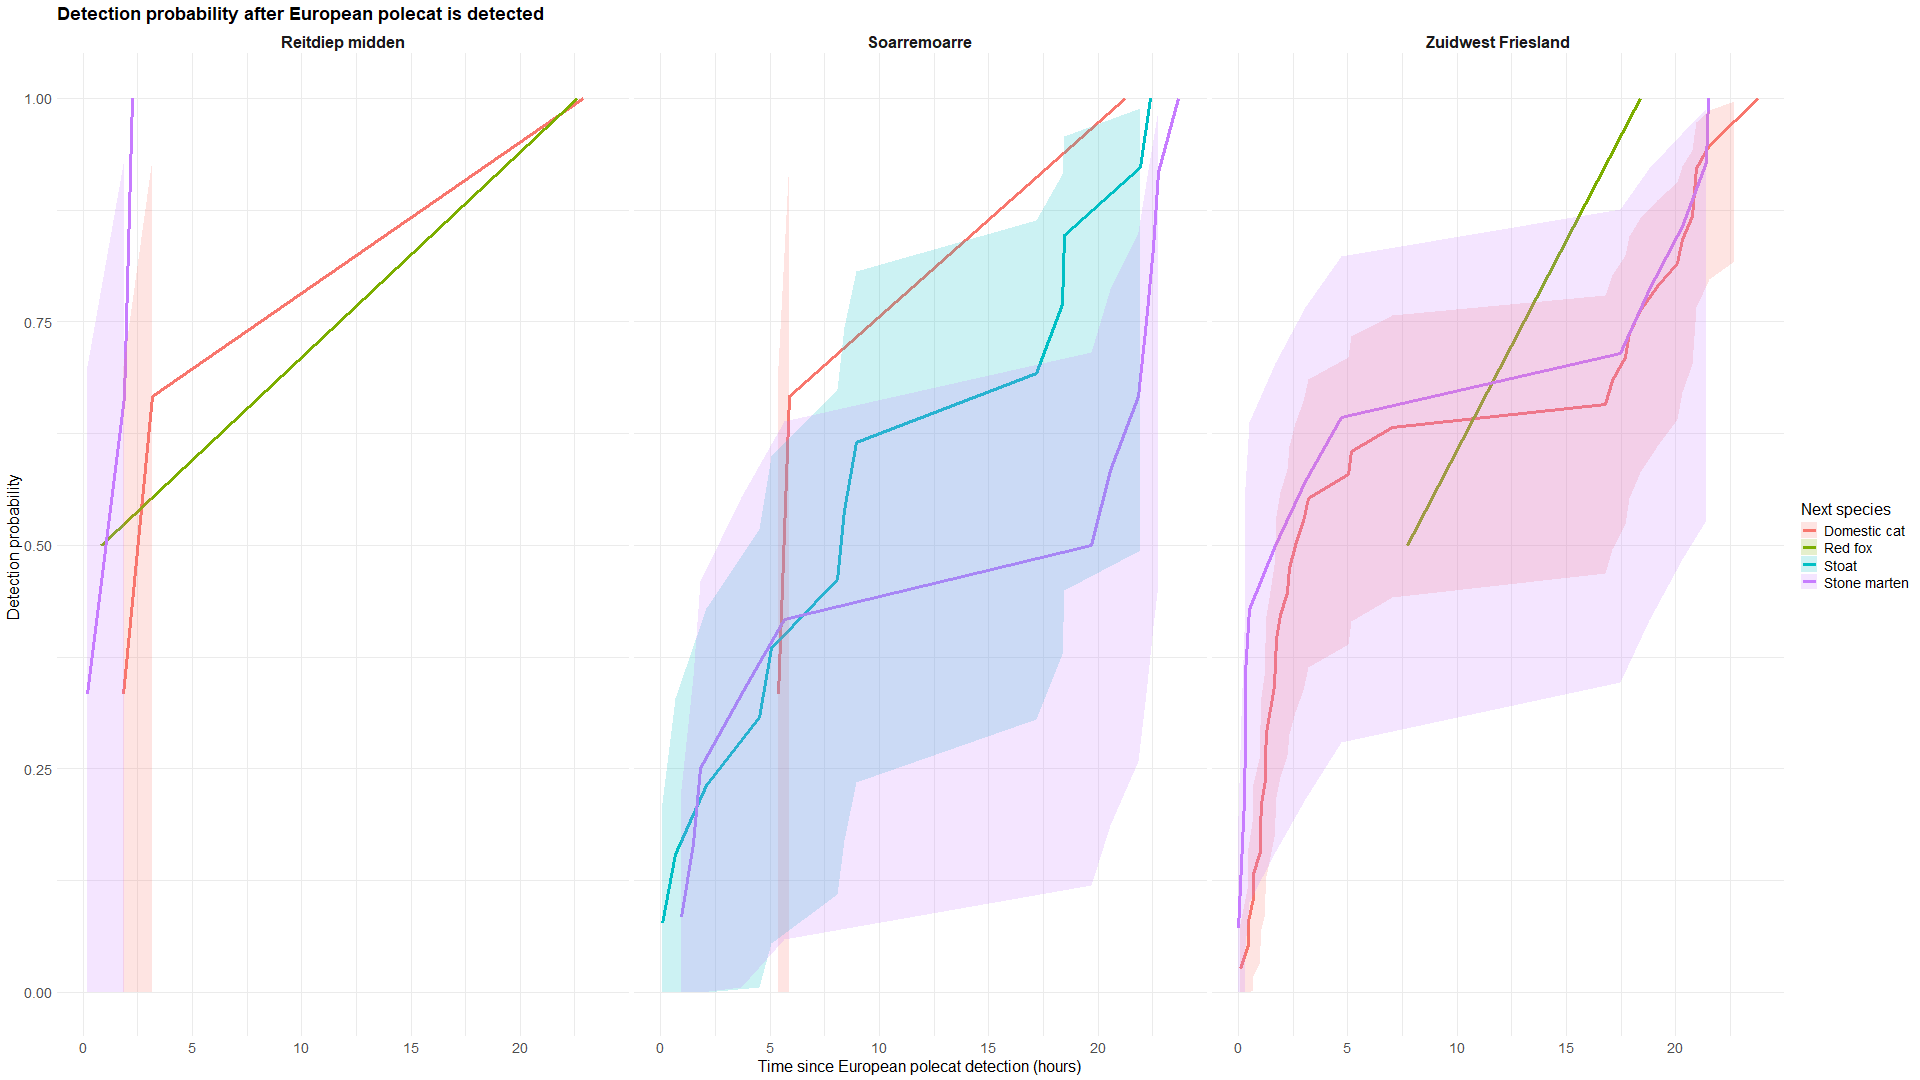 Detection probability after European polecat is detected
Reitdiep midden
Soarremoarre
Zuidwest Friesland
1.00
0.75
0.50
0.25
0.00
Detection probability
0 5 10 15 20
0 5 10 15 20
0 5 10 15 20
Time since European polecat detection (hours)
Next species
Domestic cat
Red fox
Stoat
Stone marten